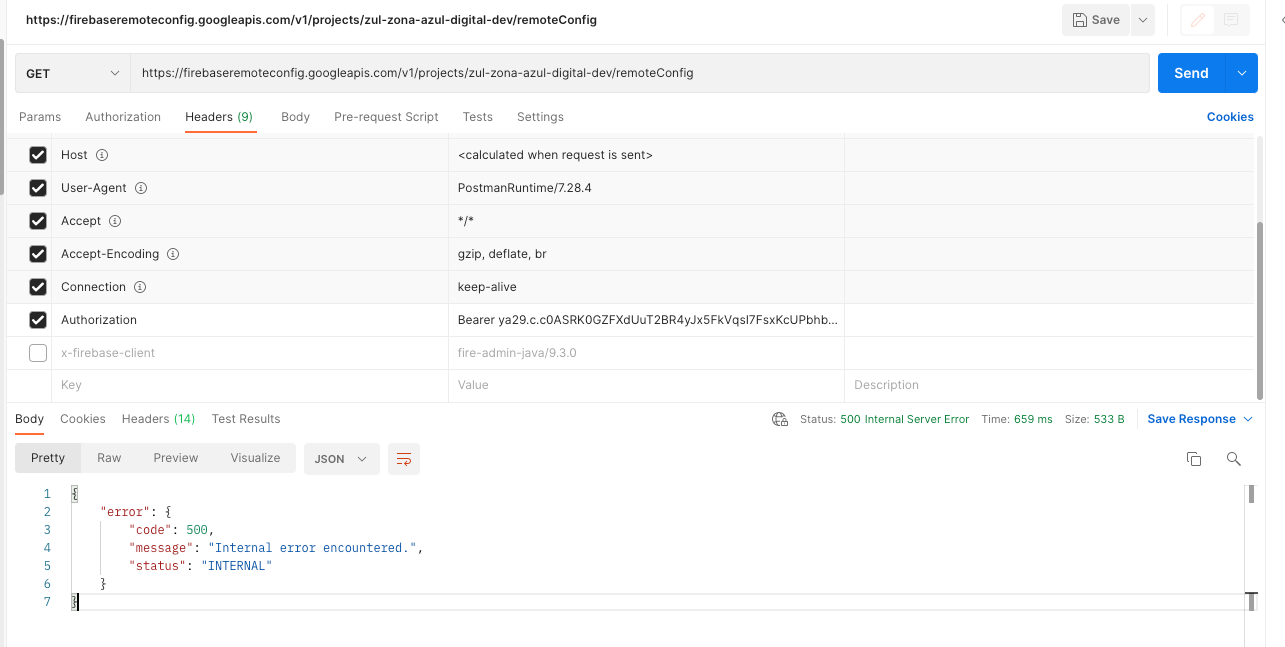 https://firebaseremoteconfig.googleapis.com/v1/projects/zul-zona-azul-digital-dev/remoteConfig
Save
GET
https://firebaseremoteconfig.googleapis.com/v1/projects/zul-zona-azul-digital-dev/remoteConfig
Send
Params Authorization Headers (9) Body Pre-request Script Tests Settings Cookies
Host <calculated when request is sent>
User-Agent PostmanRuntime/7.28.4
Accept */*
Accept-Encoding gzip, deflate, br
Connection keep-alive
Authorization Bearer ya29.c.c0ASRK0GZFXdUuT2BR4yJx5FkVqsI7FsxKcUPbhb...
x-firebase-client fire-admin-java/9.3.0
Key Value Description
Body Cookies Headers (14) Test Results Status: 500 Internal Server Error Time: 659 ms Size: 533 B Save Response
Pretty Raw Preview Visualize JSON
1 {
2 "error": {
3 "code": 500,
4 "message": "Internal error encountered.",
5 "status": "INTERNAL"
6 }
7 }